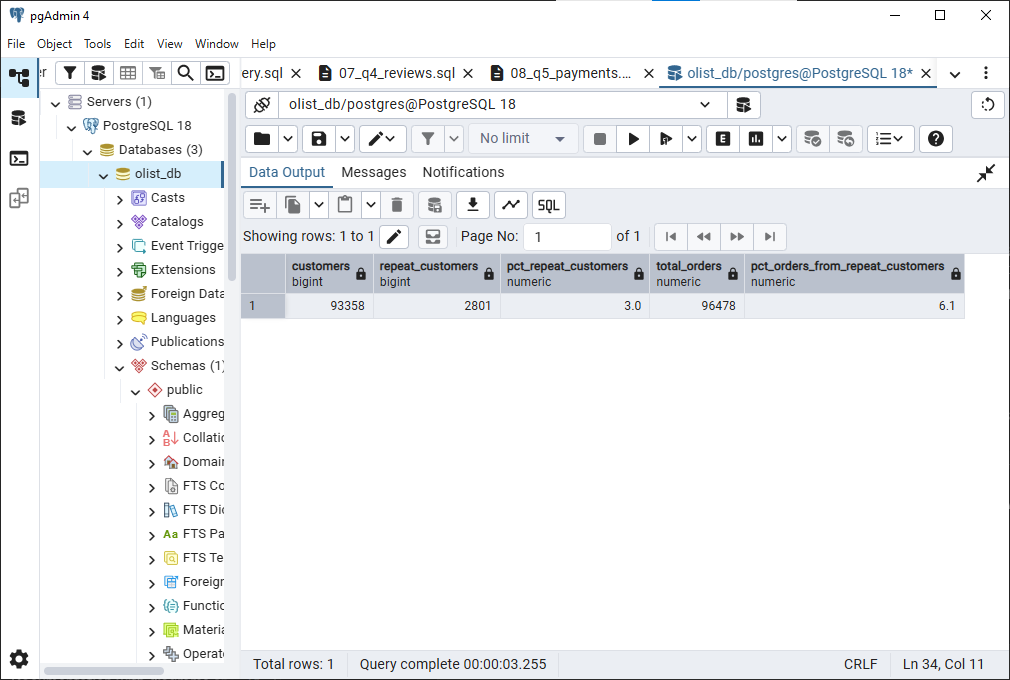 pgAdmin 4
File Object Tools Edit View Window Help
er
ery.sql
07_q4_reviews.sql
08_q5_payments....
olist_db/postgres@PostgreSQL 18*
Servers (1)
PostgreSQL 18
Databases (3)
olist_db
Casts
Catalogs
Event Trigge
Extensions
Foreign Data
Languages
Publications
Schemas (1)
public
Aggreg
Collatio
Domain
FTS Co
FTS Dic
Aa FTS Pa
FTS Te
Foreign
Functio
Materia
Operat
olist_db/postgres@PostgreSQL 18
No limit
E
Data Output Messages Notifications
SQL
Showing rows: 1 to 1 Page No: 1 of 1
customers repeat_customers pct_repeat_customers total_orders pct_orders_from_repeat_customers
bigint bigint numeric numeric numeric
1 93358 2801 3.0 96478 6.1
Total rows: 1 Query complete 00:00:03.255 CRLF Ln 34, Col 11